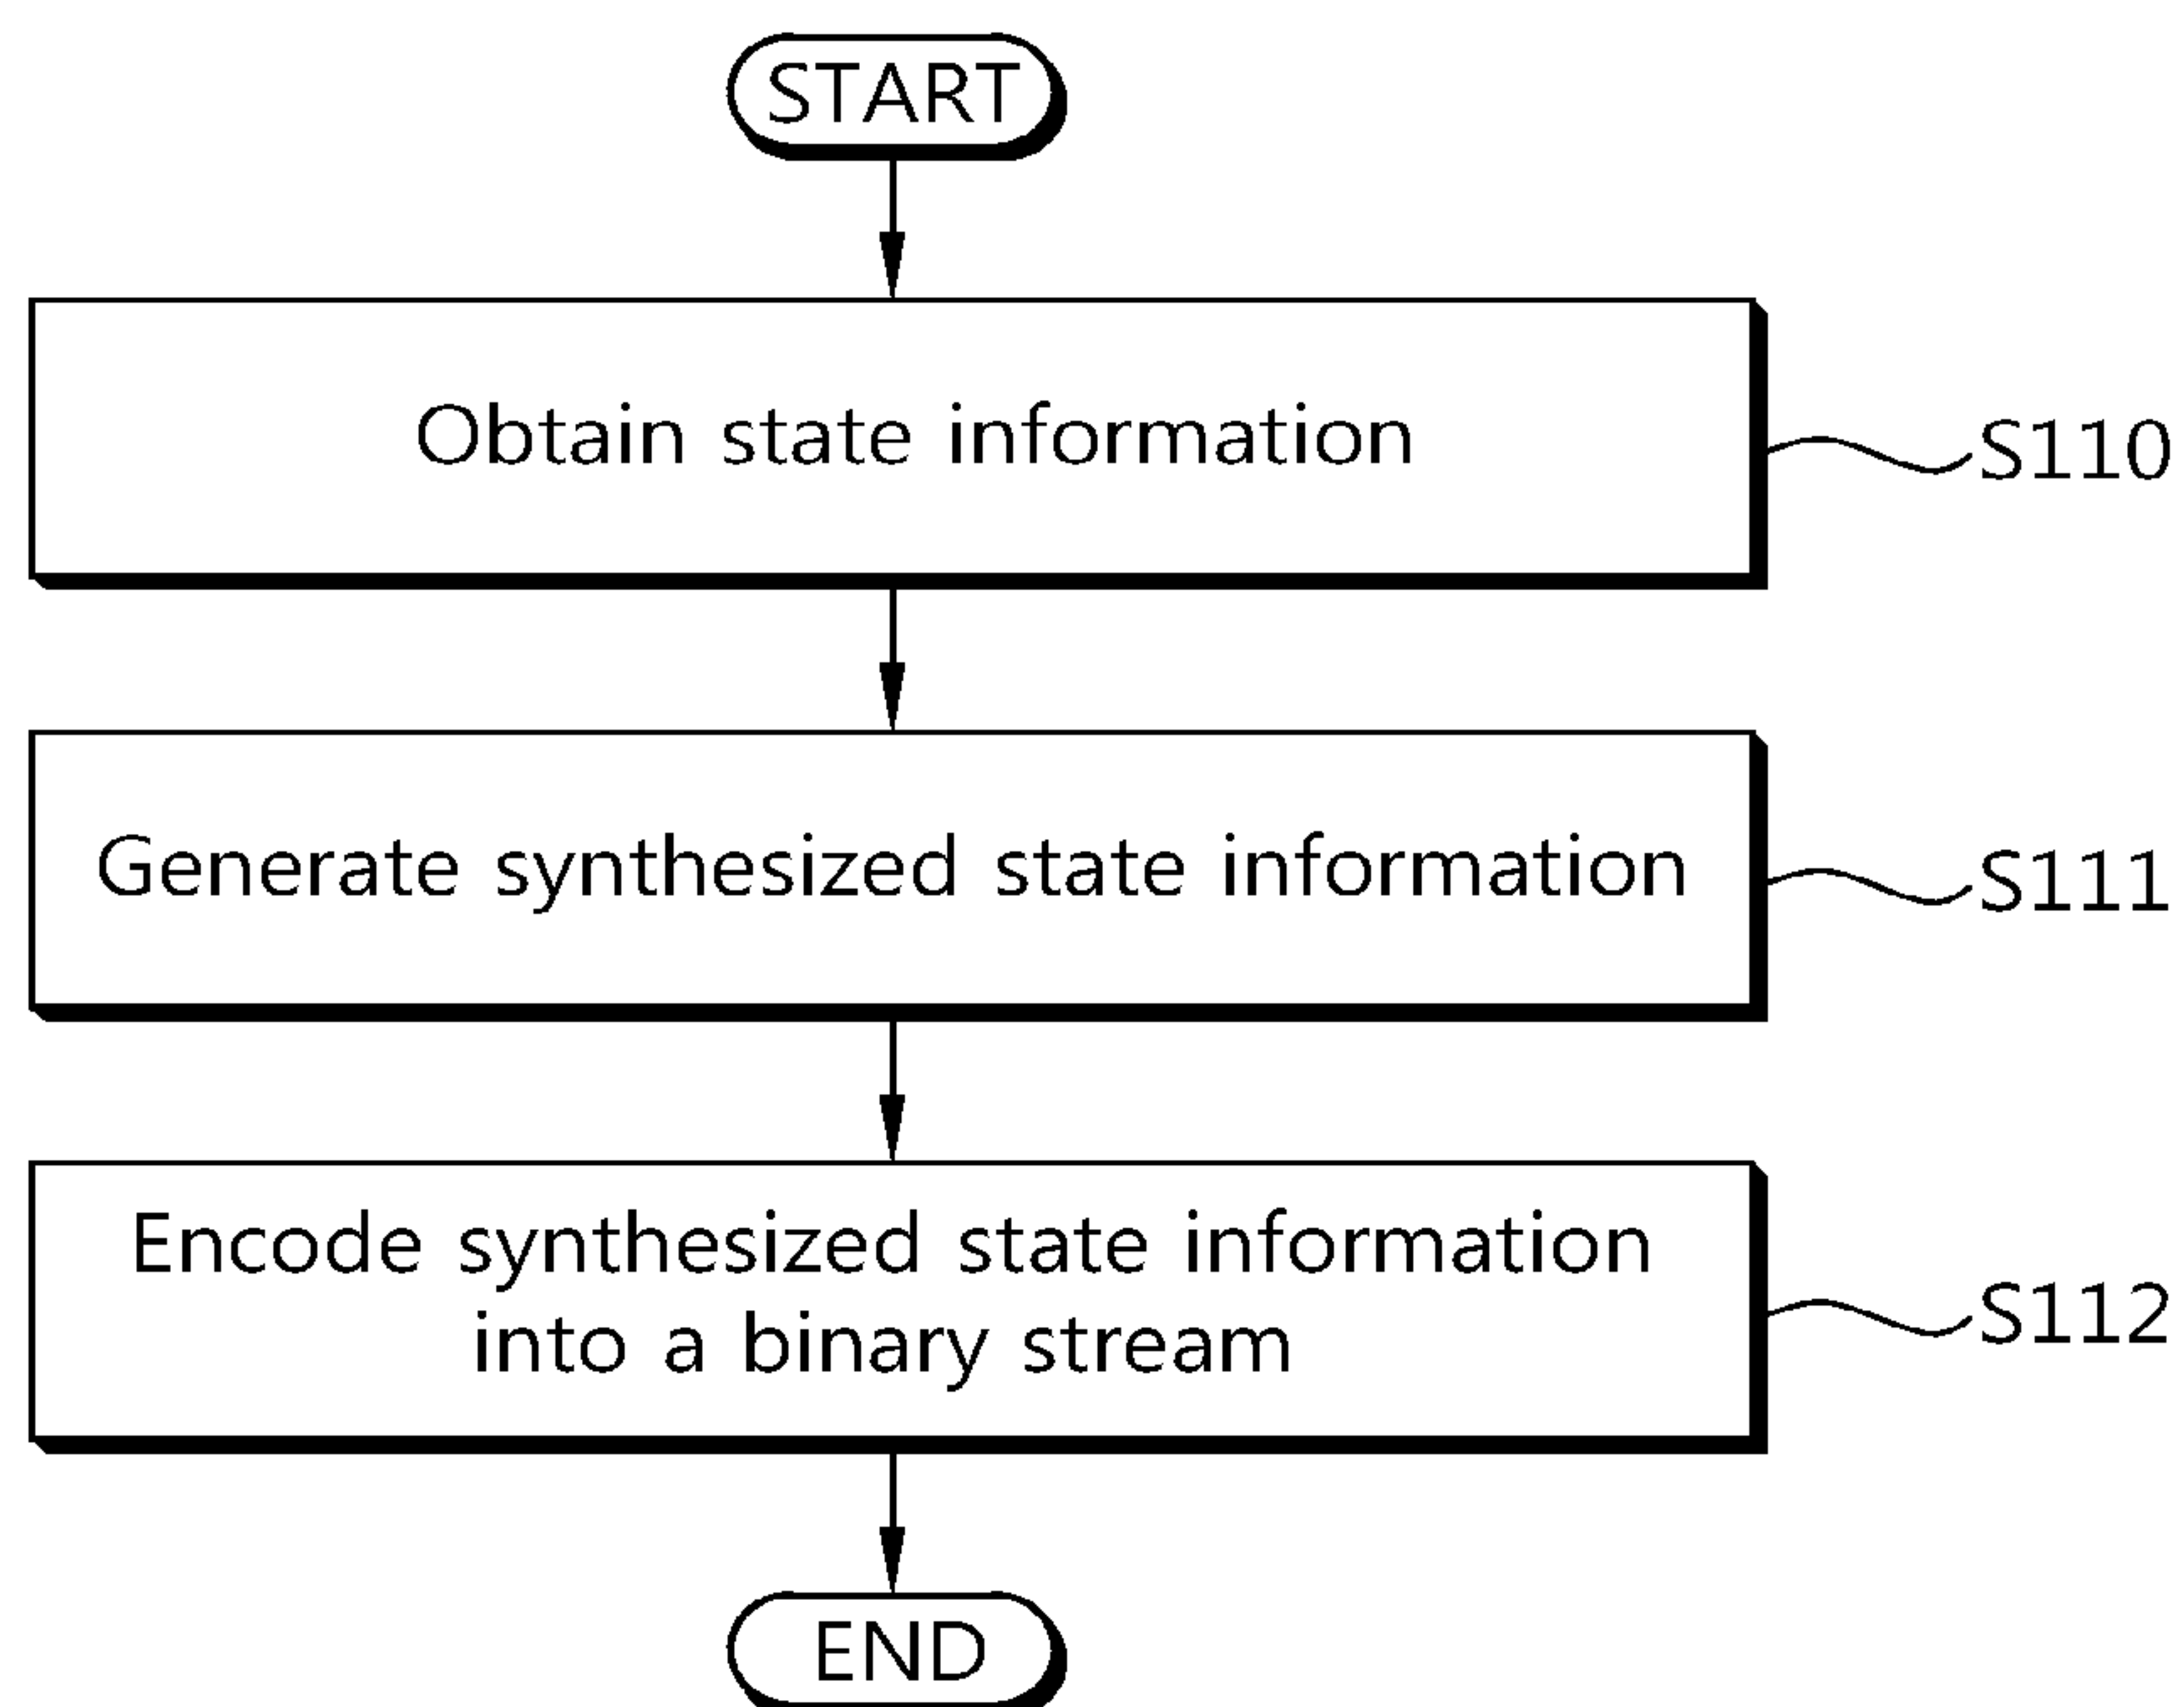 START
Obtain state information
S110
Generate synthesized state information
S111
Encode synthesized state information
into a binary stream
S112
END